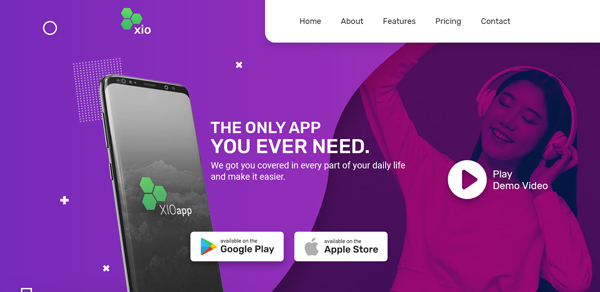 xio
Home About Features Pricing Contact
THE ONLY APP
YOU EVER NEED.
We got you covered in every part of your daily life
and make it easier.
Play
Demo Video
XIOapp
available on the
Google Play
available on the
Apple Store